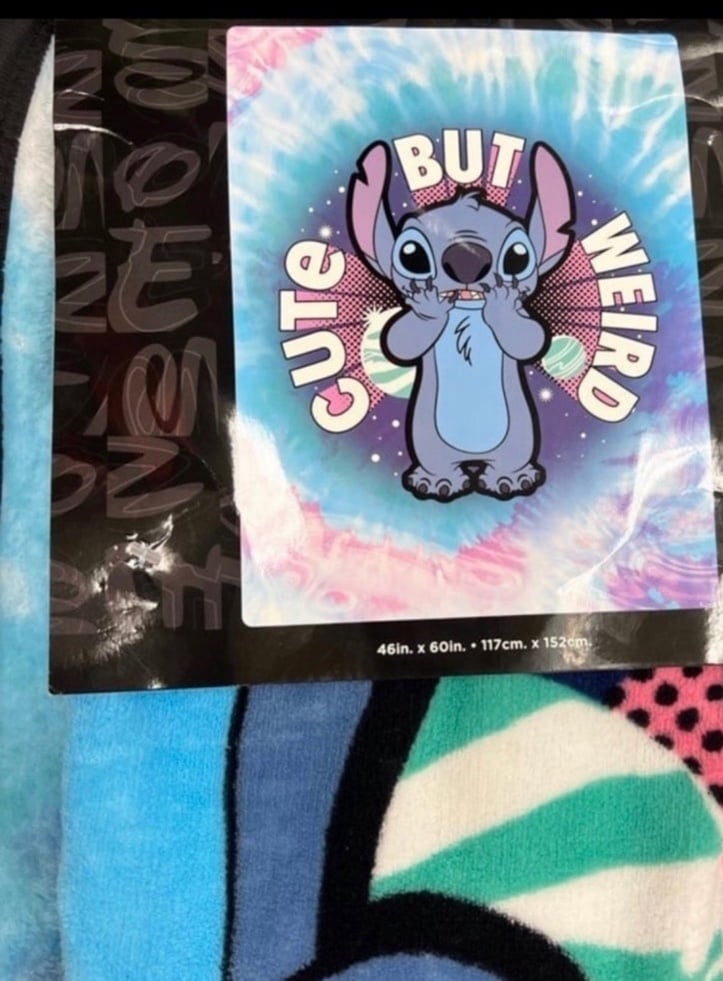 CUTe
BUT
WEIRD
46in. x 60in. • 117cm. x 152cm.